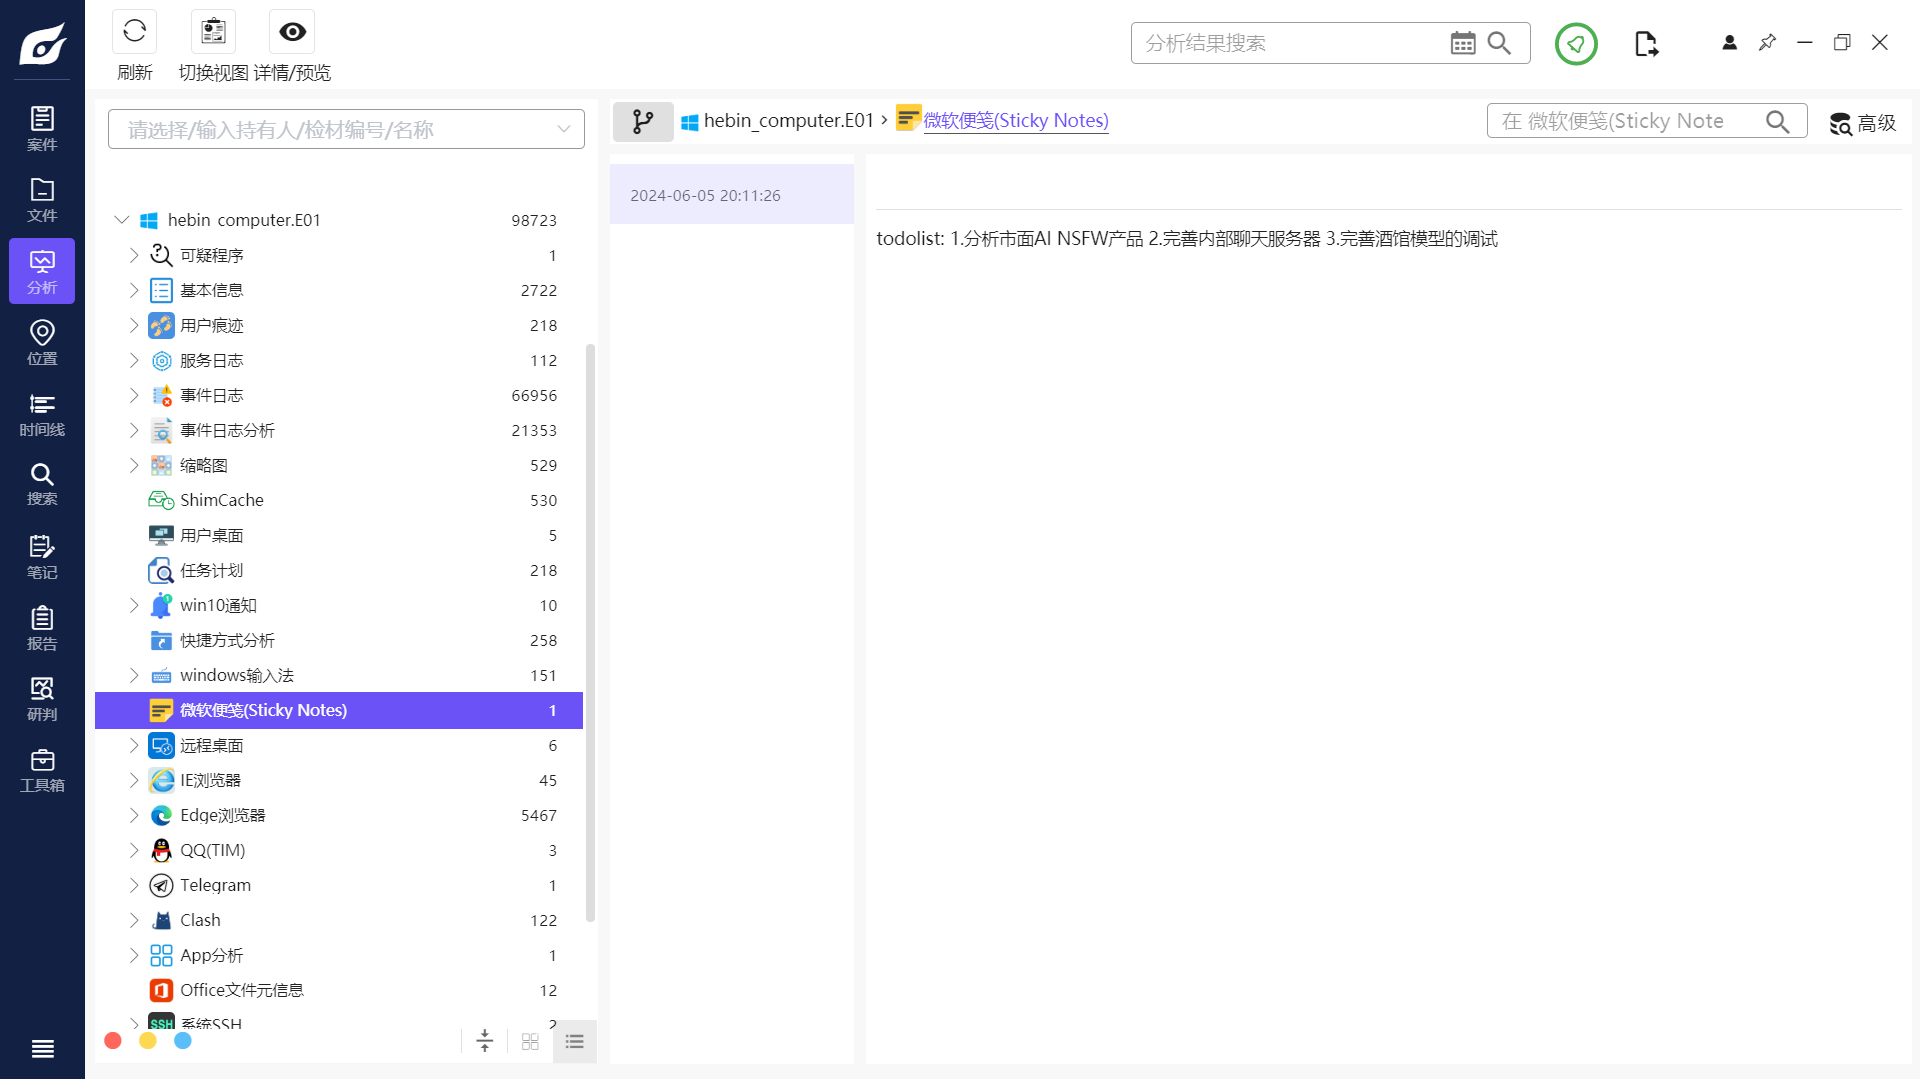 刷新
切换视图
详情/预览
分析结果搜索
案件
文件
分析
位置
时间线
搜索
笔记
报告
研判
工具箱
请选择/输入持有人/检材编号/名称
hebin_computer.E01 98723
可疑程序 1
基本信息 2722
用户痕迹 218
服务日志 112
事件日志 66956
事件日志分析 21353
缩略图 529
ShimCache 530
用户桌面 5
任务计划 218
win10通知 10
快捷方式分析 258
windows输入法 151
微软便笺(Sticky Notes) 1
远程桌面 6
IE浏览器 45
Edge浏览器 5467
QQ(TIM) 3
Telegram 1
Clash 122
App分析 1
Office文件元信息 12
SSH 系统SSH 2
hebin_computer.E01 › 微软便笺(Sticky Notes)
在 微软便笺(Sticky Note
高级
2024-06-05 20:11:26
todolist: 1.分析市面AI NSFW产品 2.完善内部聊天服务器 3.完善酒馆模型的调试